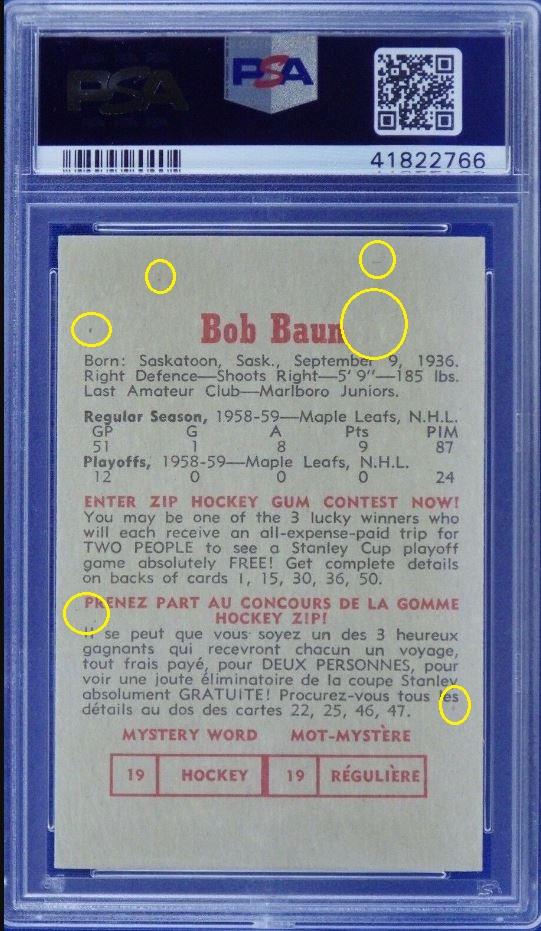 PSA PSA
41822766
Bob Baun
Born: Saskatoon, Sask., September 9, 1936.
Right Defence—Shoots Right—5' 9"—185 lbs.
Last Amateur Club—Marlboro Juniors.
Regular Season, 1958-59—Maple Leafs, N.H.L.
GP G A Pts PIM
51 1 8 9 87
Playoffs, 1958-59—Maple Leafs, N.H.L.
12 0 0 0 24
ENTER ZIP HOCKEY GUM CONTEST NOW!
You may be one of the 3 lucky winners who
will each receive an all-expense-paid trip for
TWO PEOPLE to see a Stanley Cup playoff
game absolutely FREE! Get complete details
on backs of cards 1, 15, 30, 36, 50.
PRENEZ PART AU CONCOURS DE LA GOMME
HOCKEY ZIP!
Il se peut que vous soyez un des 3 heureux
gagnants qui recevront chacun un voyage,
tout frais payé, pour DEUX PERSONNES, pour
voir une joute éliminatoire de la coupe Stanley
absolument GRATUITE! Procurez-vous tous les
détails au dos des cartes 22, 25, 46, 47.
MYSTERY WORD MOT-MYSTÈRE
19 HOCKEY 19 RÉGULIÈRE